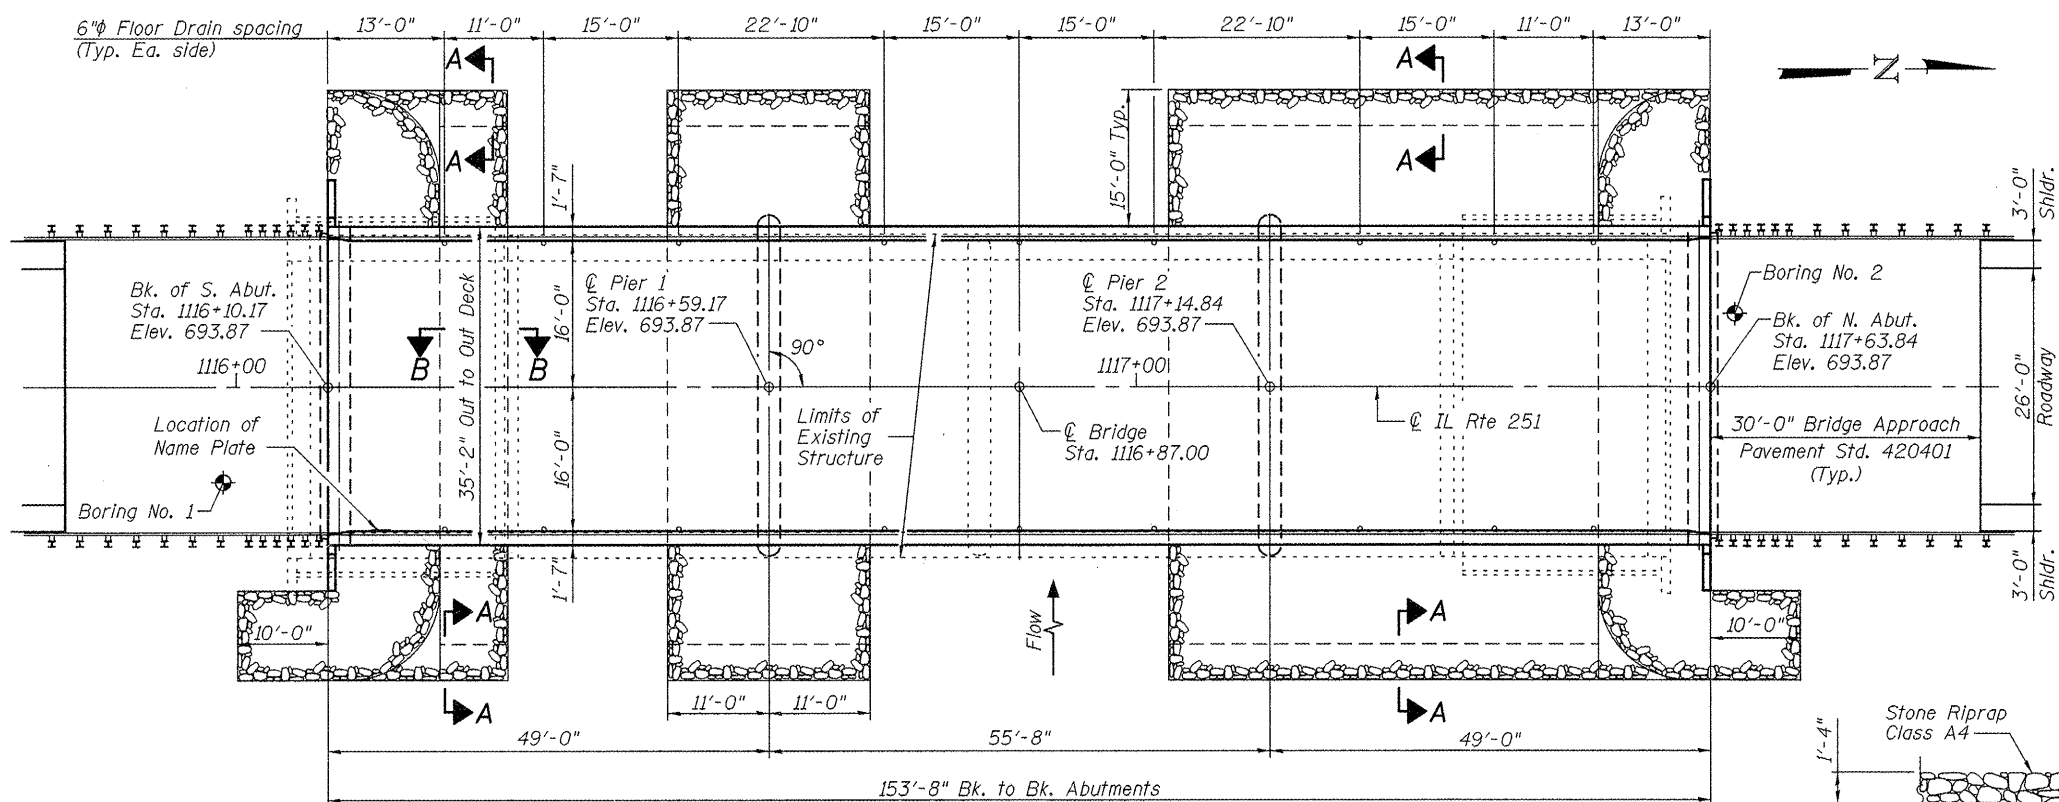 6"ϕ Floor Drain spacing
(Typ. Ea. side)
13'-0"
11'-0"
15'-0"
22'-10"
15'-0"
15'-0"
22'-10"
15'-0"
11'-0"
13'-0"
A
A
N
A
A
15'-0" Typ.
1'-7"
3'-0"
Shldr.
Bk. of S. Abut.
Sta. 1116+10.17
Elev. 693.87
1116+00
35'-2" Out to Out Deck
B
B
16'-0"
℄ Pier 1
Sta. 1116+59.17
Elev. 693.87
90°
℄ Pier 2
Sta. 1117+14.84
Elev. 693.87
1117+00
Boring No. 2
Bk. of N. Abut.
Sta. 1117+63.84
Elev. 693.87
26'-0"
Roadway
Location of
Name Plate
Boring No. 1
16'-0"
Limits of
Existing
Structure
℄ Bridge
Sta. 1116+87.00
℄ IL Rte 251
30'-0" Bridge Approach
Pavement Std. 420401
(Typ.)
1'-7"
3'-0"
Shldr.
10'-0"
A
A
Flow
A
A
10'-0"
11'-0"
11'-0"
49'-0"
55'-8"
49'-0"
153'-8" Bk. to Bk. Abutments
Stone Riprap
Class A4
1'-4"